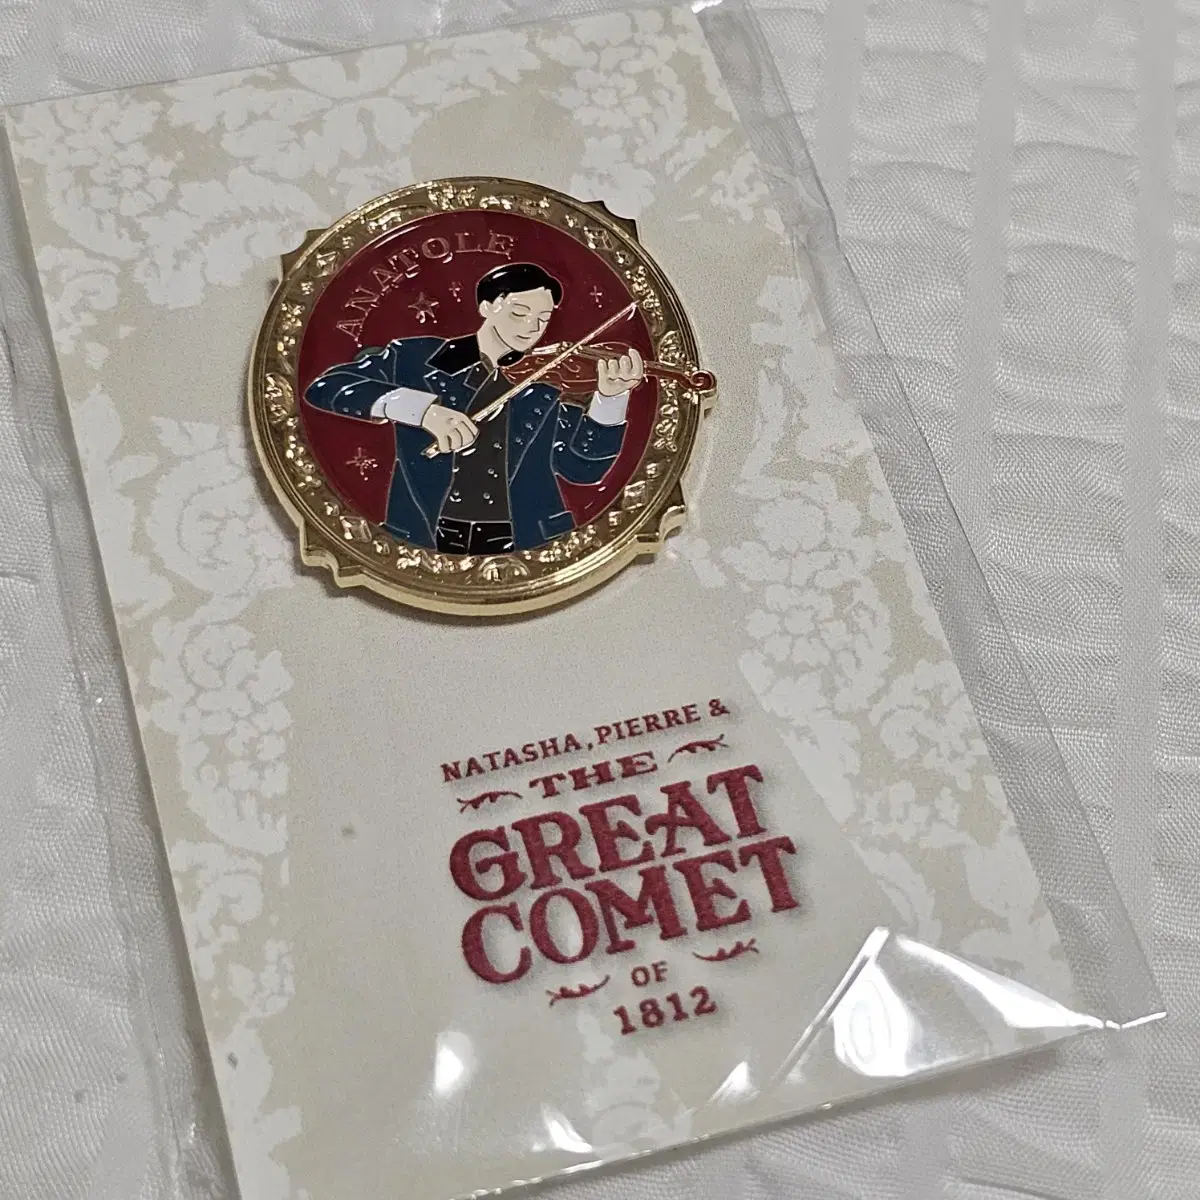 ANATOLE
NATASHA, PIERRE &
THE
GREAT
COMET
OF
1812